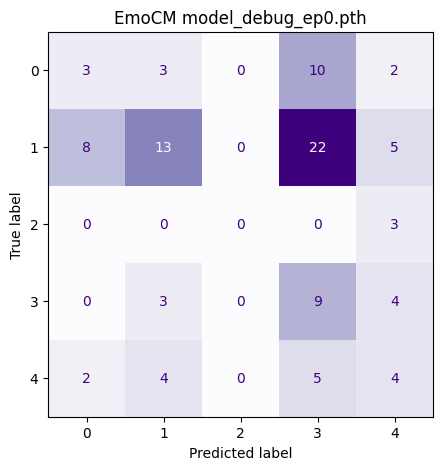 EmoCM model_debug_ep0.pth
0 3 3 0 10 2
1 8 13 0 22 5
True label
2 0 0 0 0 3
3 0 3 0 9 4
4 2 4 0 5 4
0 1 2 3 4
Predicted label